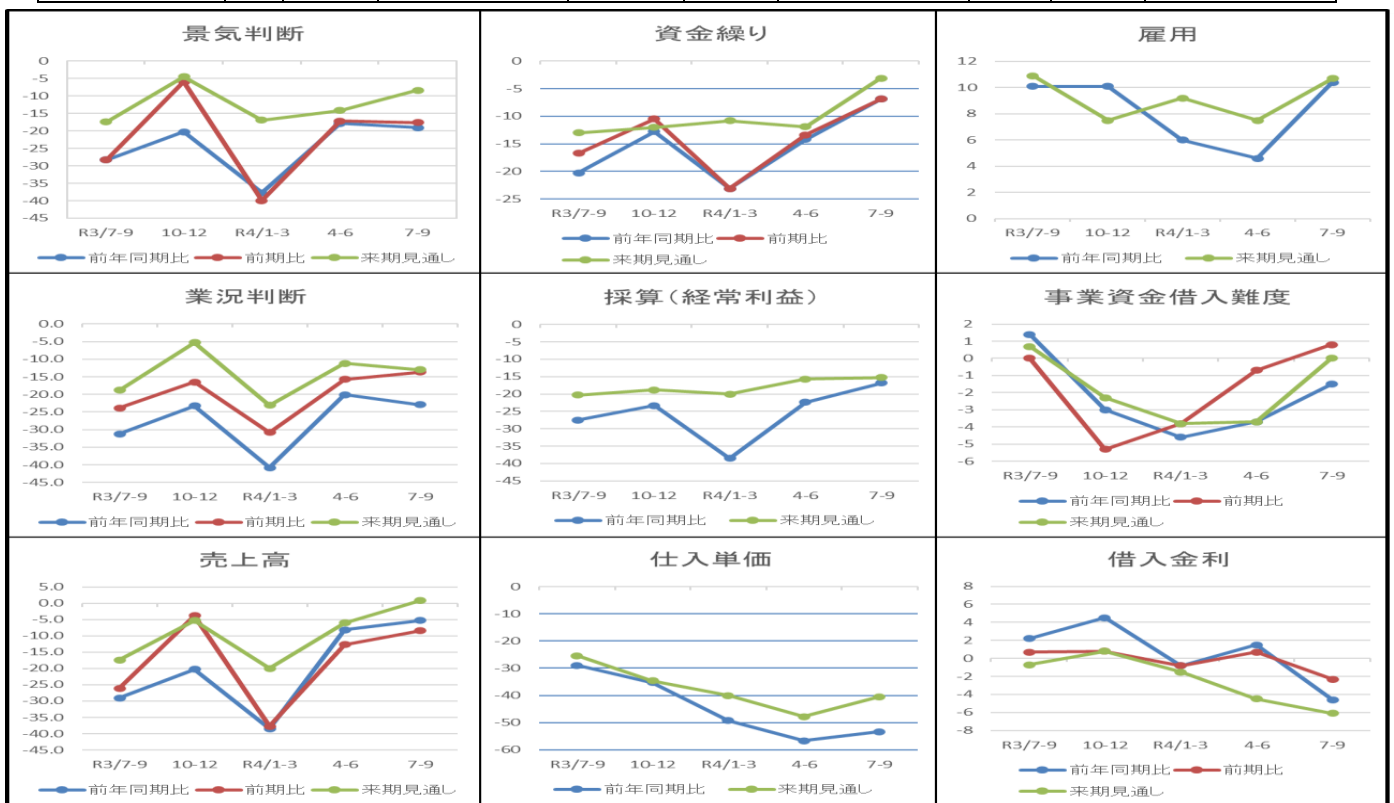 景気判断
0
-5
-10
-15
-20
-25
-30
-35
-40
-45
R3/7-9 10-12 R4/1-3 4-6 7-9
前年同期比 前期比 来期見通し
資金繰り
0
-5
-10
-15
-20
-25
R3/7-9 10-12 R4/1-3 4-6 7-9
前年同期比 前期比
来期見通し
雇用
12
10
8
6
4
2
0
R3/7-9 10-12 R4/1-3 4-6 7-9
前年同期比 来期見通し
業況判断
0.0
-5.0
-10.0
-15.0
-20.0
-25.0
-30.0
-35.0
-40.0
-45.0
R3/7-9 10-12 R4/1-3 4-6 7-9
前年同期比 前期比 来期見通し
採算(経常利益)
0
-5
-10
-15
-20
-25
-30
-35
-40
-45
R3/7-9 10-12 R4/1-3 4-6 7-9
前年同期比 来期見通し
事業資金借入難度
2
1
0
-1
-2
-3
-4
-5
-6
R3/7-9 10-12 R4/1-3 4-6 7-9
前年同期比 前期比
来期見通し
売上高
5.0
0.0
-5.0
-10.0
-15.0
-20.0
-25.0
-30.0
-35.0
-40.0
-45.0
R3/7-9 10-12 R4/1-3 4-6 7-9
前年同期比 前期比 来期見通し
仕入単価
0
-10
-20
-30
-40
-50
-60
R3/7-9 10-12 R4/1-3 4-6 7-9
前年同期比 来期見通し
借入金利
8
6
4
2
0
-2
-4
-6
-8
R3/7-9 10-12 R4/1-3 4-6 7-9
前年同期比 前期比
来期見通し